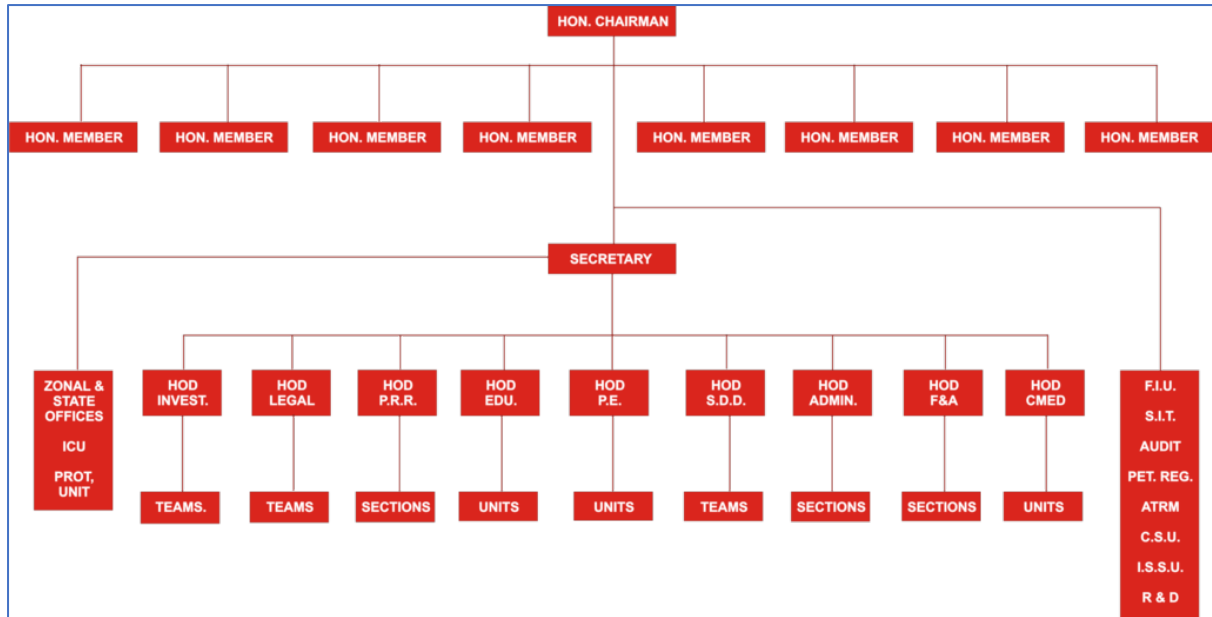 HON. CHAIRMAN
HON. MEMBER
HON. MEMBER
HON. MEMBER
HON. MEMBER
HON. MEMBER
HON. MEMBER
HON. MEMBER
HON. MEMBER
SECRETARY
ZONAL &
STATE
OFFICES
ICU
PROT,
UNIT
HOD
INVEST.
HOD
LEGAL
HOD
P.R.R.
HOD
EDU.
HOD
P.E.
HOD
S.D.D.
HOD
ADMIN.
HOD
F&A
HOD
CMED
TEAMS.
TEAMS
SECTIONS
UNITS
UNITS
TEAMS
SECTIONS
SECTIONS
UNITS
F.I.U.
S.I.T.
AUDIT
PET. REG.
ATRM
C.S.U.
I.S.S.U.
R & D